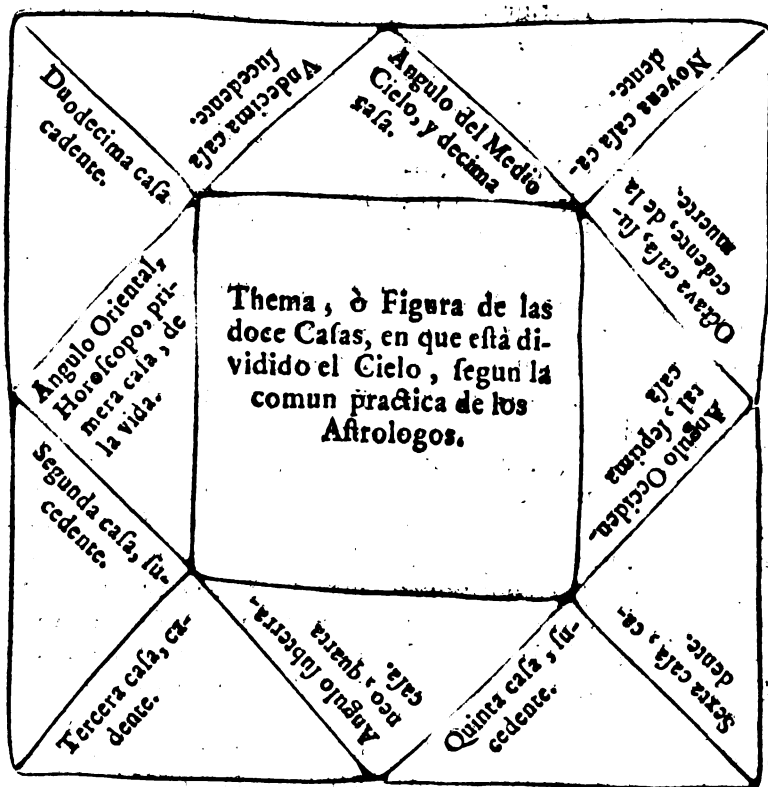 Thema, ò Figura de las
doce Caſas, en que eſtà di-
vidido el Cielo, ſegun la
comun practica de los
Aſtrologos.
Angulo Oriental,
Horoſcopo, pri-
mera caſa, de
la vida.
Segunda caſa, ſu-
cedente.
Tercera caſa, ca-
dente.
Angulo ſubterra-
neo, quarta
caſa.
Quinta caſa, ſu-
cedente.
Sexta caſa, ca-
dente.
Angulo Occiden-
tal, ſeptima
caſa
Octava caſa, ſu-
cedente, de la
muerte.
Novena caſa ca-
dente.
Angulo del Medio
Cielo, y decima
caſa.
Vndecima caſa
ſucedente.
Duodecima caſa
cadente.